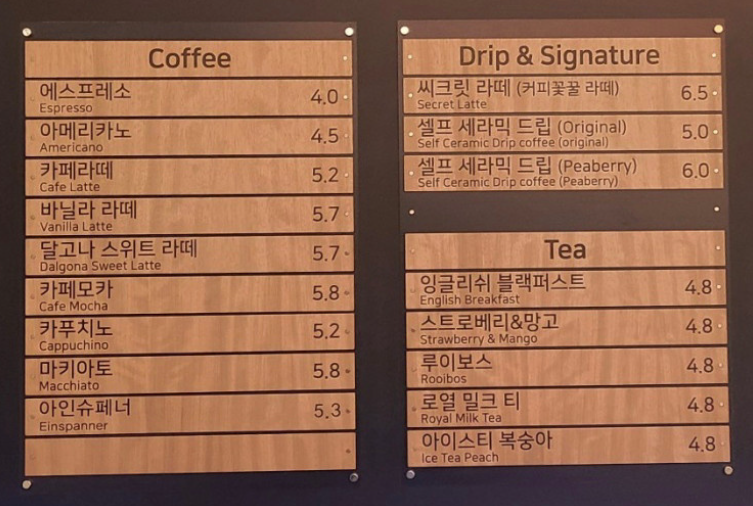 Coffee
에스프레소 4.0
Espresso
아메리카노 4.5
Americano
카페라떼 5.2
Cafe Latte
바닐라 라떼 5.7
Vanilla Latte
달고나 스위트 라떼 5.7
Dalgona Sweet Latte
카페모카 5.8
Cafe Mocha
카푸치노 5.2
Cappuchino
마키아토 5.8
Macchiato
아인슈페너 5.3
Einspanner
Drip & Signature
씨크릿 라떼 (커피꽃꿀 라떼) 6.5
Secret Latte
셀프 세라믹 드립 (Original) 5.0
Self Ceramic Drip coffee (original)
셀프 세라믹 드립 (Peaberry) 6.0
Self Ceramic Drip coffee (Peaberry)
Tea
잉글리쉬 블랙퍼스트 4.8
English Breakfast
스트로베리&망고 4.8
Strawberry & Mango
루이보스 4.8
Rooibos
로열 밀크 티 4.8
Royal Milk Tea
아이스티 복숭아 4.8
Ice Tea Peach